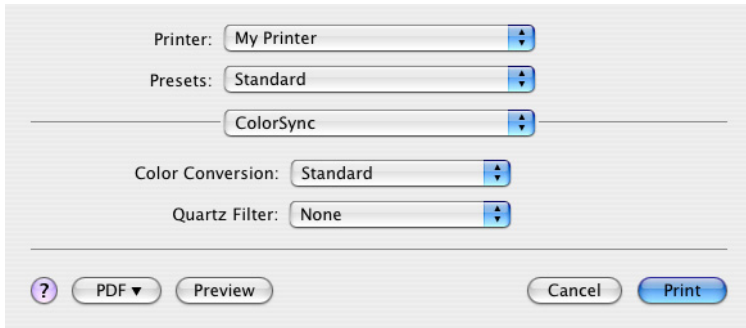 Printer: My Printer
Presets: Standard
ColorSync
Color Conversion: Standard
Quartz Filter: None
? PDF▼ Preview Cancel Print